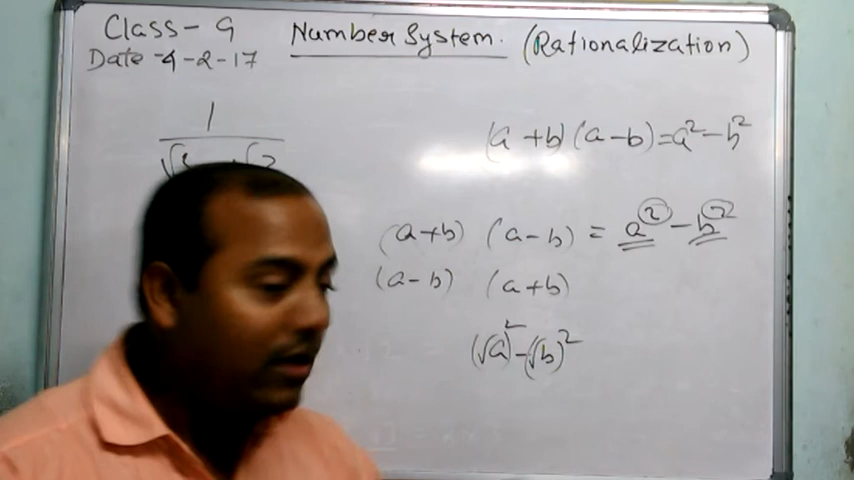 Class- 9
Number System. (Rationalization)
Date -4-2-17
1
(a+b)(a-b)=a²-b²
(a+b) (a-b) = a²-b²
(a-b) (a+b)
(√a)²-(√b)²